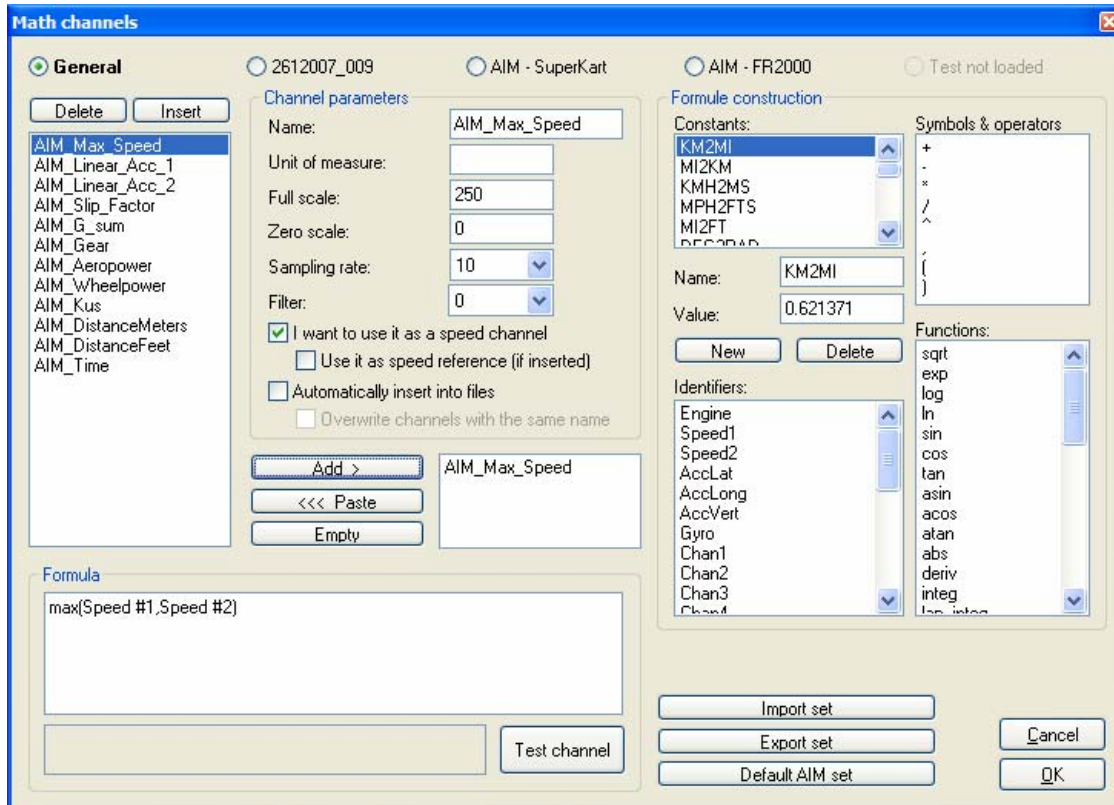 Math channels
General
2612007_009
AIM - SuperKart
AIM - FR2000
Test not loaded
Delete
Insert
AIM_Max_Speed
AIM_Linear_Acc_1
AIM_Linear_Acc_2
AIM_Slip_Factor
AIM_G_sum
AIM_Gear
AIM_Aeropower
AIM_Wheelpower
AIM_Kus
AIM_DistanceMeters
AIM_DistanceFeet
AIM_Time
Channel parameters
Name:
AIM_Max_Speed
Unit of measure:
Full scale:
250
Zero scale:
0
Sampling rate:
10
Filter:
0
I want to use it as a speed channel
Use it as speed reference (if inserted)
Automatically insert into files
Overwrite channels with the same name
Add >
<<< Paste
Empty
AIM_Max_Speed
Formula
max(Speed #1,Speed #2)
Test channel
Formule construction
Constants:
KM2MI
MI2KM
KMH2MS
MPH2FTS
MI2FT
DEG2RAD
Name:
KM2MI
Value:
0.621371
New
Delete
Identifiers:
Engine
Speed1
Speed2
AccLat
AccLong
AccVert
Gyro
Chan1
Chan2
Chan3
Chan4
Symbols & operators
+
-
*
/
^
,
(
)
Functions:
sqrt
exp
log
ln
sin
cos
tan
asin
acos
atan
abs
deriv
integ
lap_integ
Import set
Export set
Default AIM set
Cancel
OK